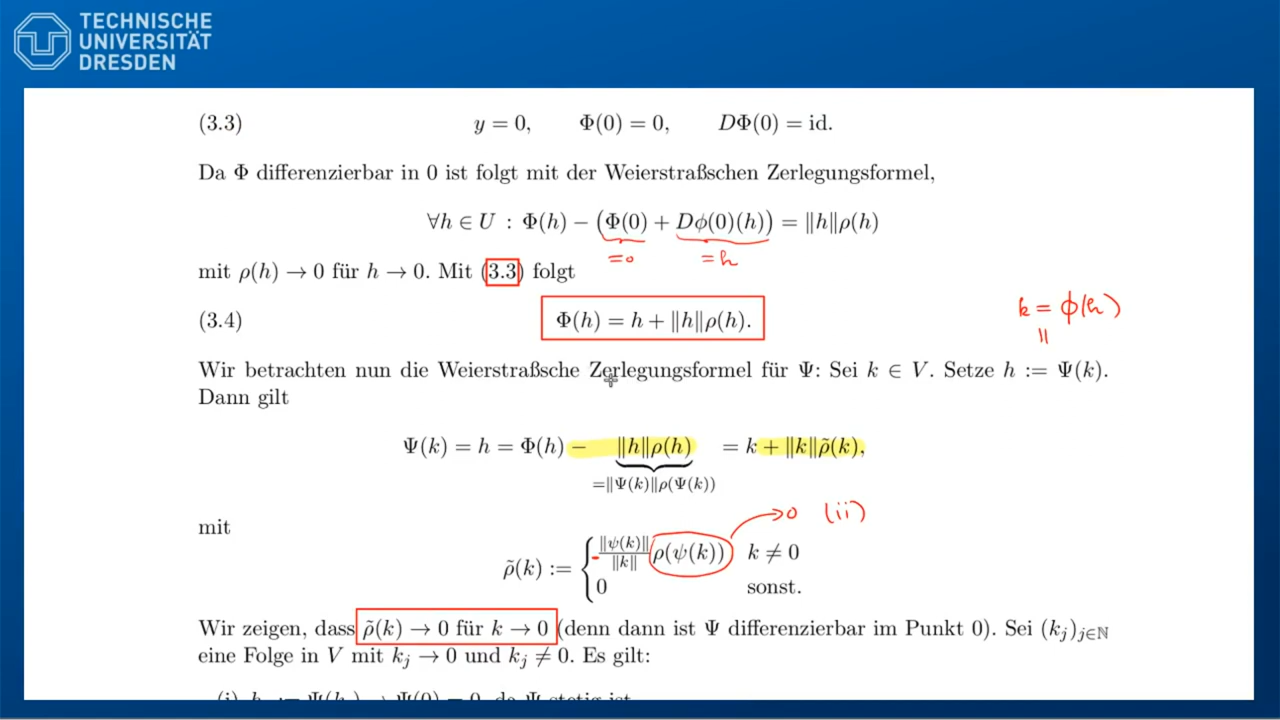 TECHNISCHE
UNIVERSITÄT
DRESDEN
(3.3) y = 0, Φ(0) = 0, DΦ(0) = id.
Da Φ differenzierbar in 0 ist folgt mit der Weierstraßschen Zerlegungsformel,
∀h ∈ U : Φ(h) − (Φ(0) + Dϕ(0)(h)) = ‖h‖ρ(h)
=0 =h
mit ρ(h) → 0 für h → 0. Mit (3.3) folgt
k = ϕ(h)
(3.4) Φ(h) = h + ‖h‖ρ(h).
=
Wir betrachten nun die Weierstraßsche Zerlegungsformel für Ψ: Sei k ∈ V. Setze h := Ψ(k).
Dann gilt
Ψ(k) = h = Φ(h) − ‖h‖ρ(h) = k + ‖k‖ρ̃(k),
=‖Ψ(k)‖ρ(Ψ(k))
→0 (ii)
mit
ρ̃(k) := { -‖ψ(k)‖/‖k‖ ρ(ψ(k)) k ≠ 0
0 sonst.
Wir zeigen, dass ρ̃(k) → 0 für k → 0 (denn dann ist Ψ differenzierbar im Punkt 0). Sei (kⱼ)ⱼ∈ℕ
eine Folge in V mit kⱼ → 0 und kⱼ ≠ 0. Es gilt: